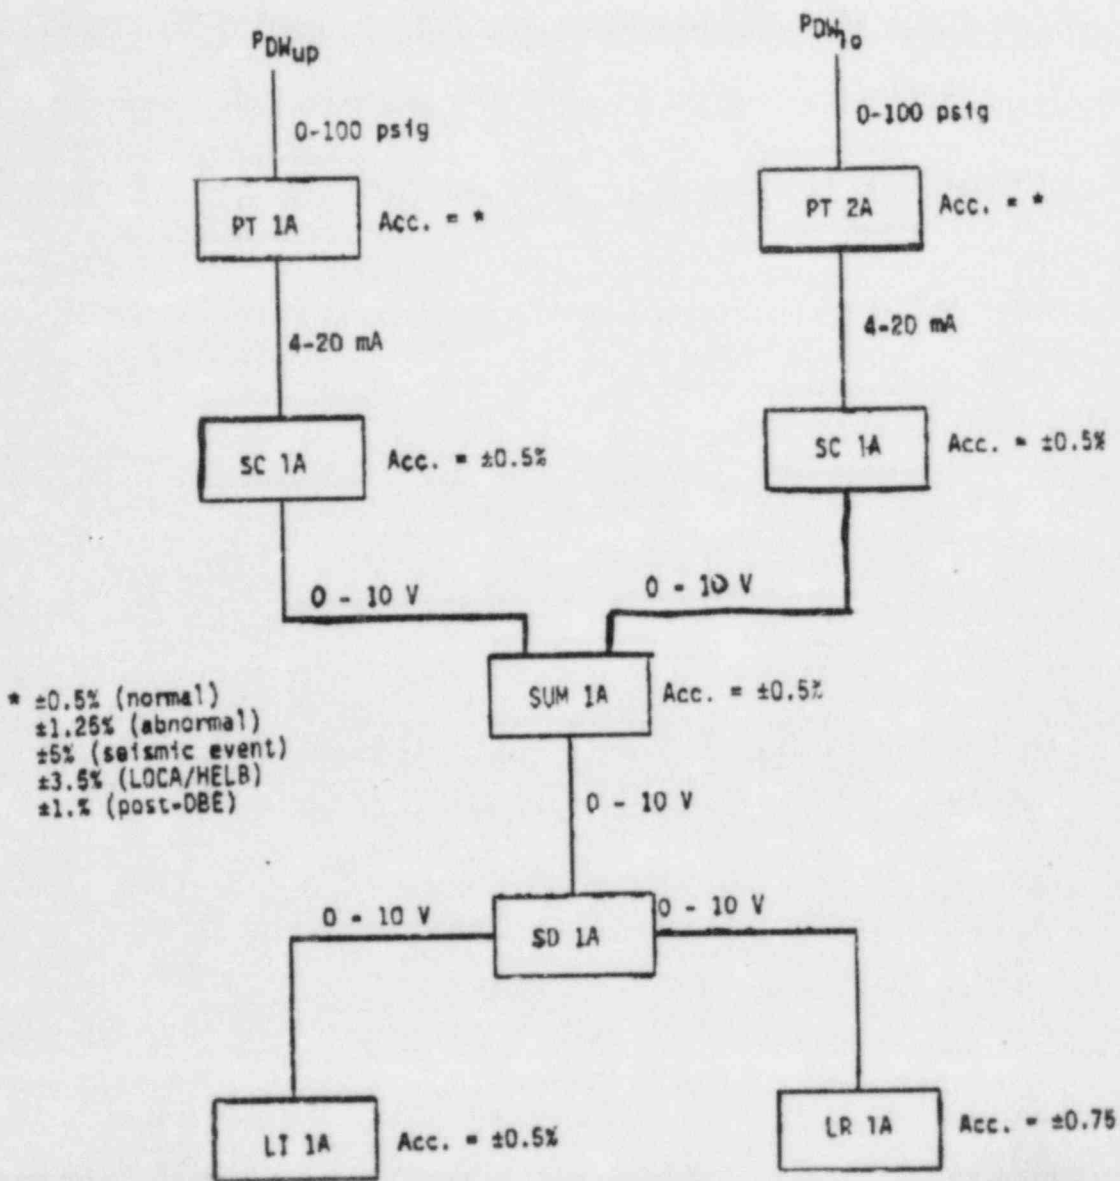 PDWup
PDWlo
0-100 psig
0-100 psig
PT 1A
Acc. = *
PT 2A
Acc. = *
4-20 mA
4-20 mA
SC 1A
Acc. = ±0.5%
SC 1A
Acc. = ±0.5%
0 - 10 V
0 - 10 V
SUM 1A
Acc. = ±0.5%
* ±0.5% (normal)
±1.25% (abnormal)
±5% (seismic event)
±3.5% (LOCA/HELB)
±1.% (post-DBE)
0 - 10 V
0 - 10 V
0 - 10 V
SD 1A
LI 1A
Acc. = ±0.5%
LR 1A
Acc. = ±0.75